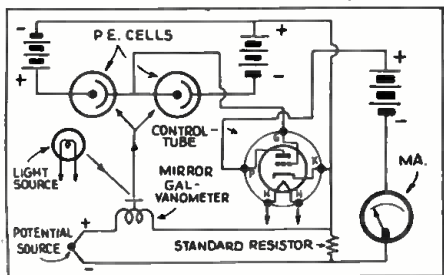 P.E. CELLS
- +
+ -
+
-
CONTROL-
TUBE
LIGHT
SOURCE
MIRROR
GAL-
VANOMETER
G
P K
H H
MA.
POTENTIAL
SOURCE
+
-
STANDARD RESISTOR